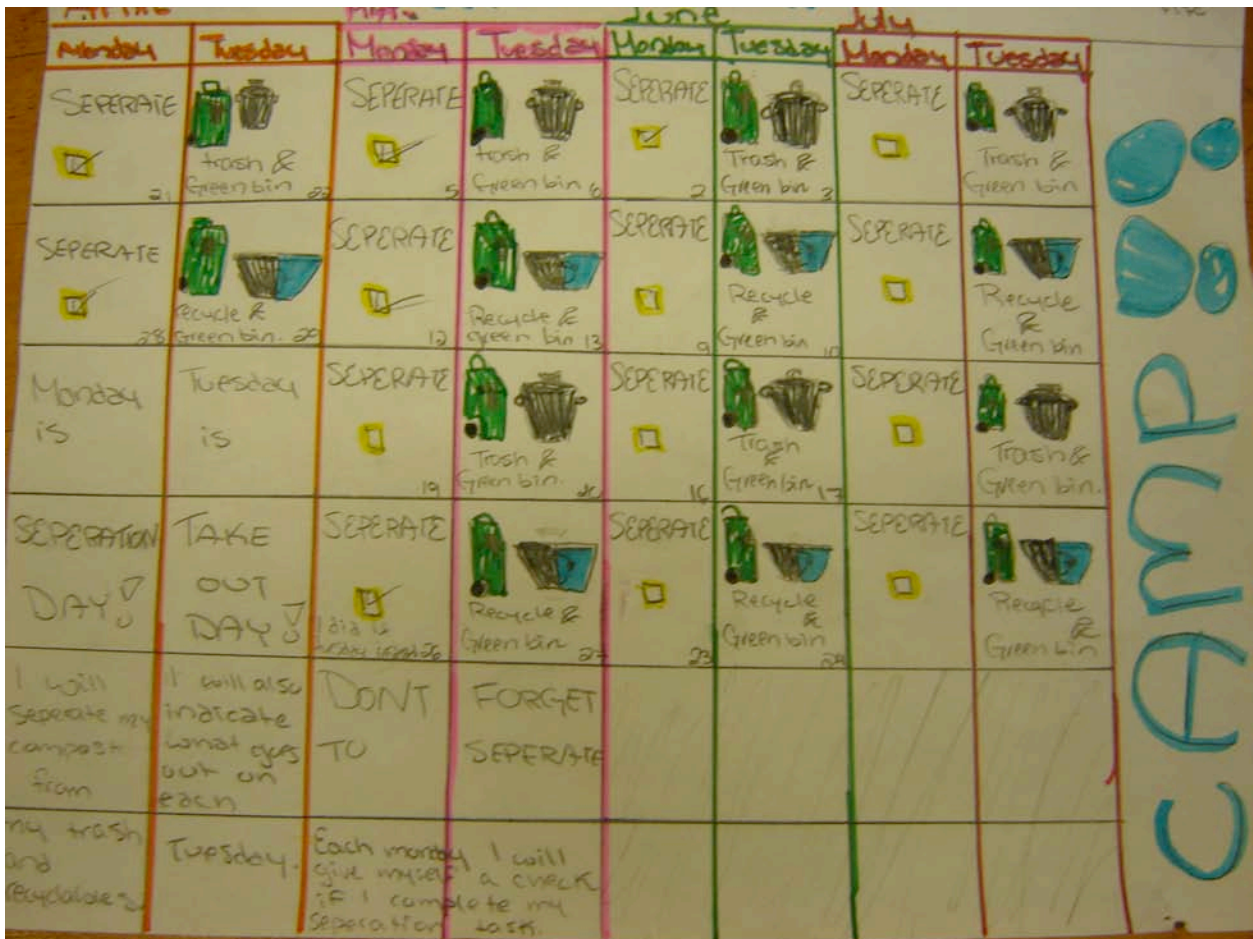 June
July
Monday
Tuesday
Monday
Tuesday
Monday
Tuesday
Monday
Tuesday
SEPERATE
21
trash &
Green bin 22
SEPERATE
5
trash &
Green bin 6
SEPERATE
2
Trash &
Green bin 3
SEPERATE
Trash &
Green bin
SEPERATE
28
recycle &
Green bin. 29
SEPERATE
12
Recycle &
green bin 13
SEPERATE
9
Recycle
&
Green bin 10
SEPERATE
Recycle
&
Green bin
Monday
is
Tuesday
is
SEPERATE
19
Trash &
Green bin. 20
SEPERATE
16
Trash
&
Green bin 17
SEPERATE
Trash &
Green bin.
SEPERATION
DAY!
TAKE
OUT
DAY!
SEPERATE
I did it
26
Recycle &
Green bin 27
SEPERATE
23
Recycle
&
Green bin
SEPERATE
Recycle
&
Green bin
I will
seperate my
compost
from
I will also
indicate
what goes
out on
each
DONT
TO
FORGET
SEPERATE
my trash
and
recyclables
Tuesday.
Each monday I will
give myself a check
if I complete my
seperation task.
CAMP